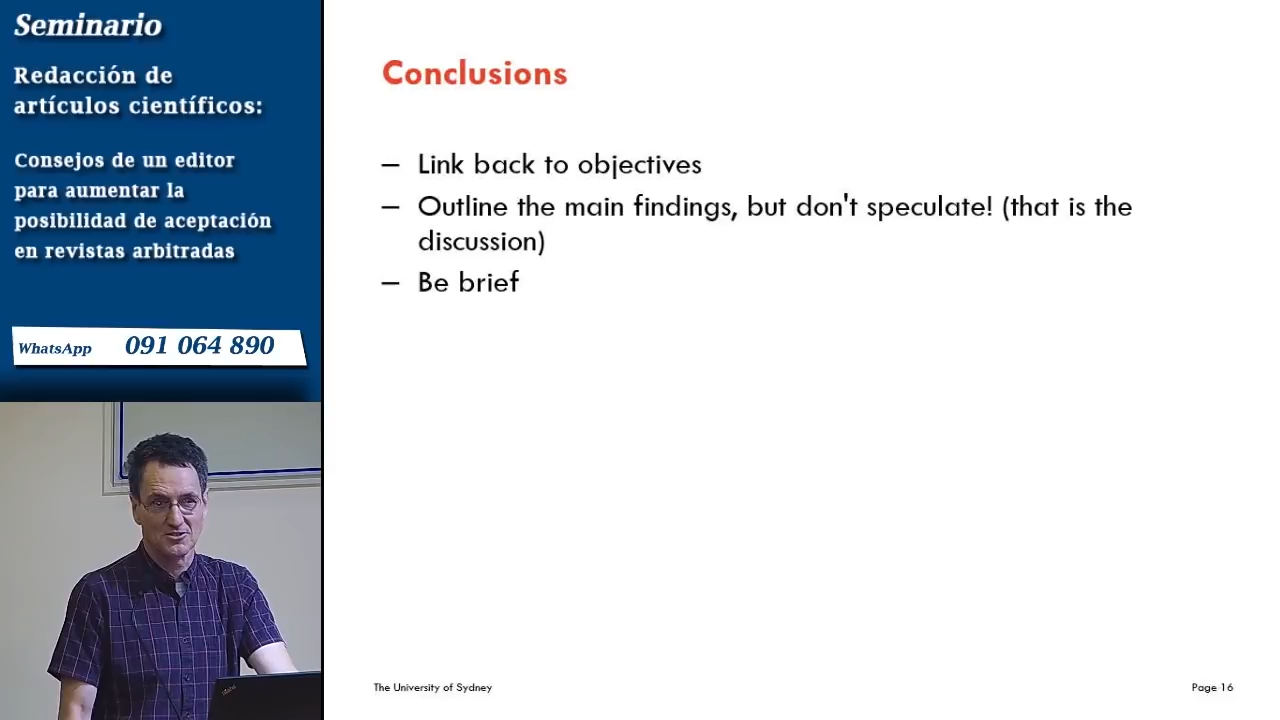 Seminario
Redacción de
artículos científicos:
Consejos de un editor
para aumentar la
posibilidad de aceptación
en revistas arbitradas
WhatsApp 091 064 890
Conclusions
– Link back to objectives
– Outline the main findings, but don't speculate! (that is the
discussion)
– Be brief
The University of Sydney
Page 16